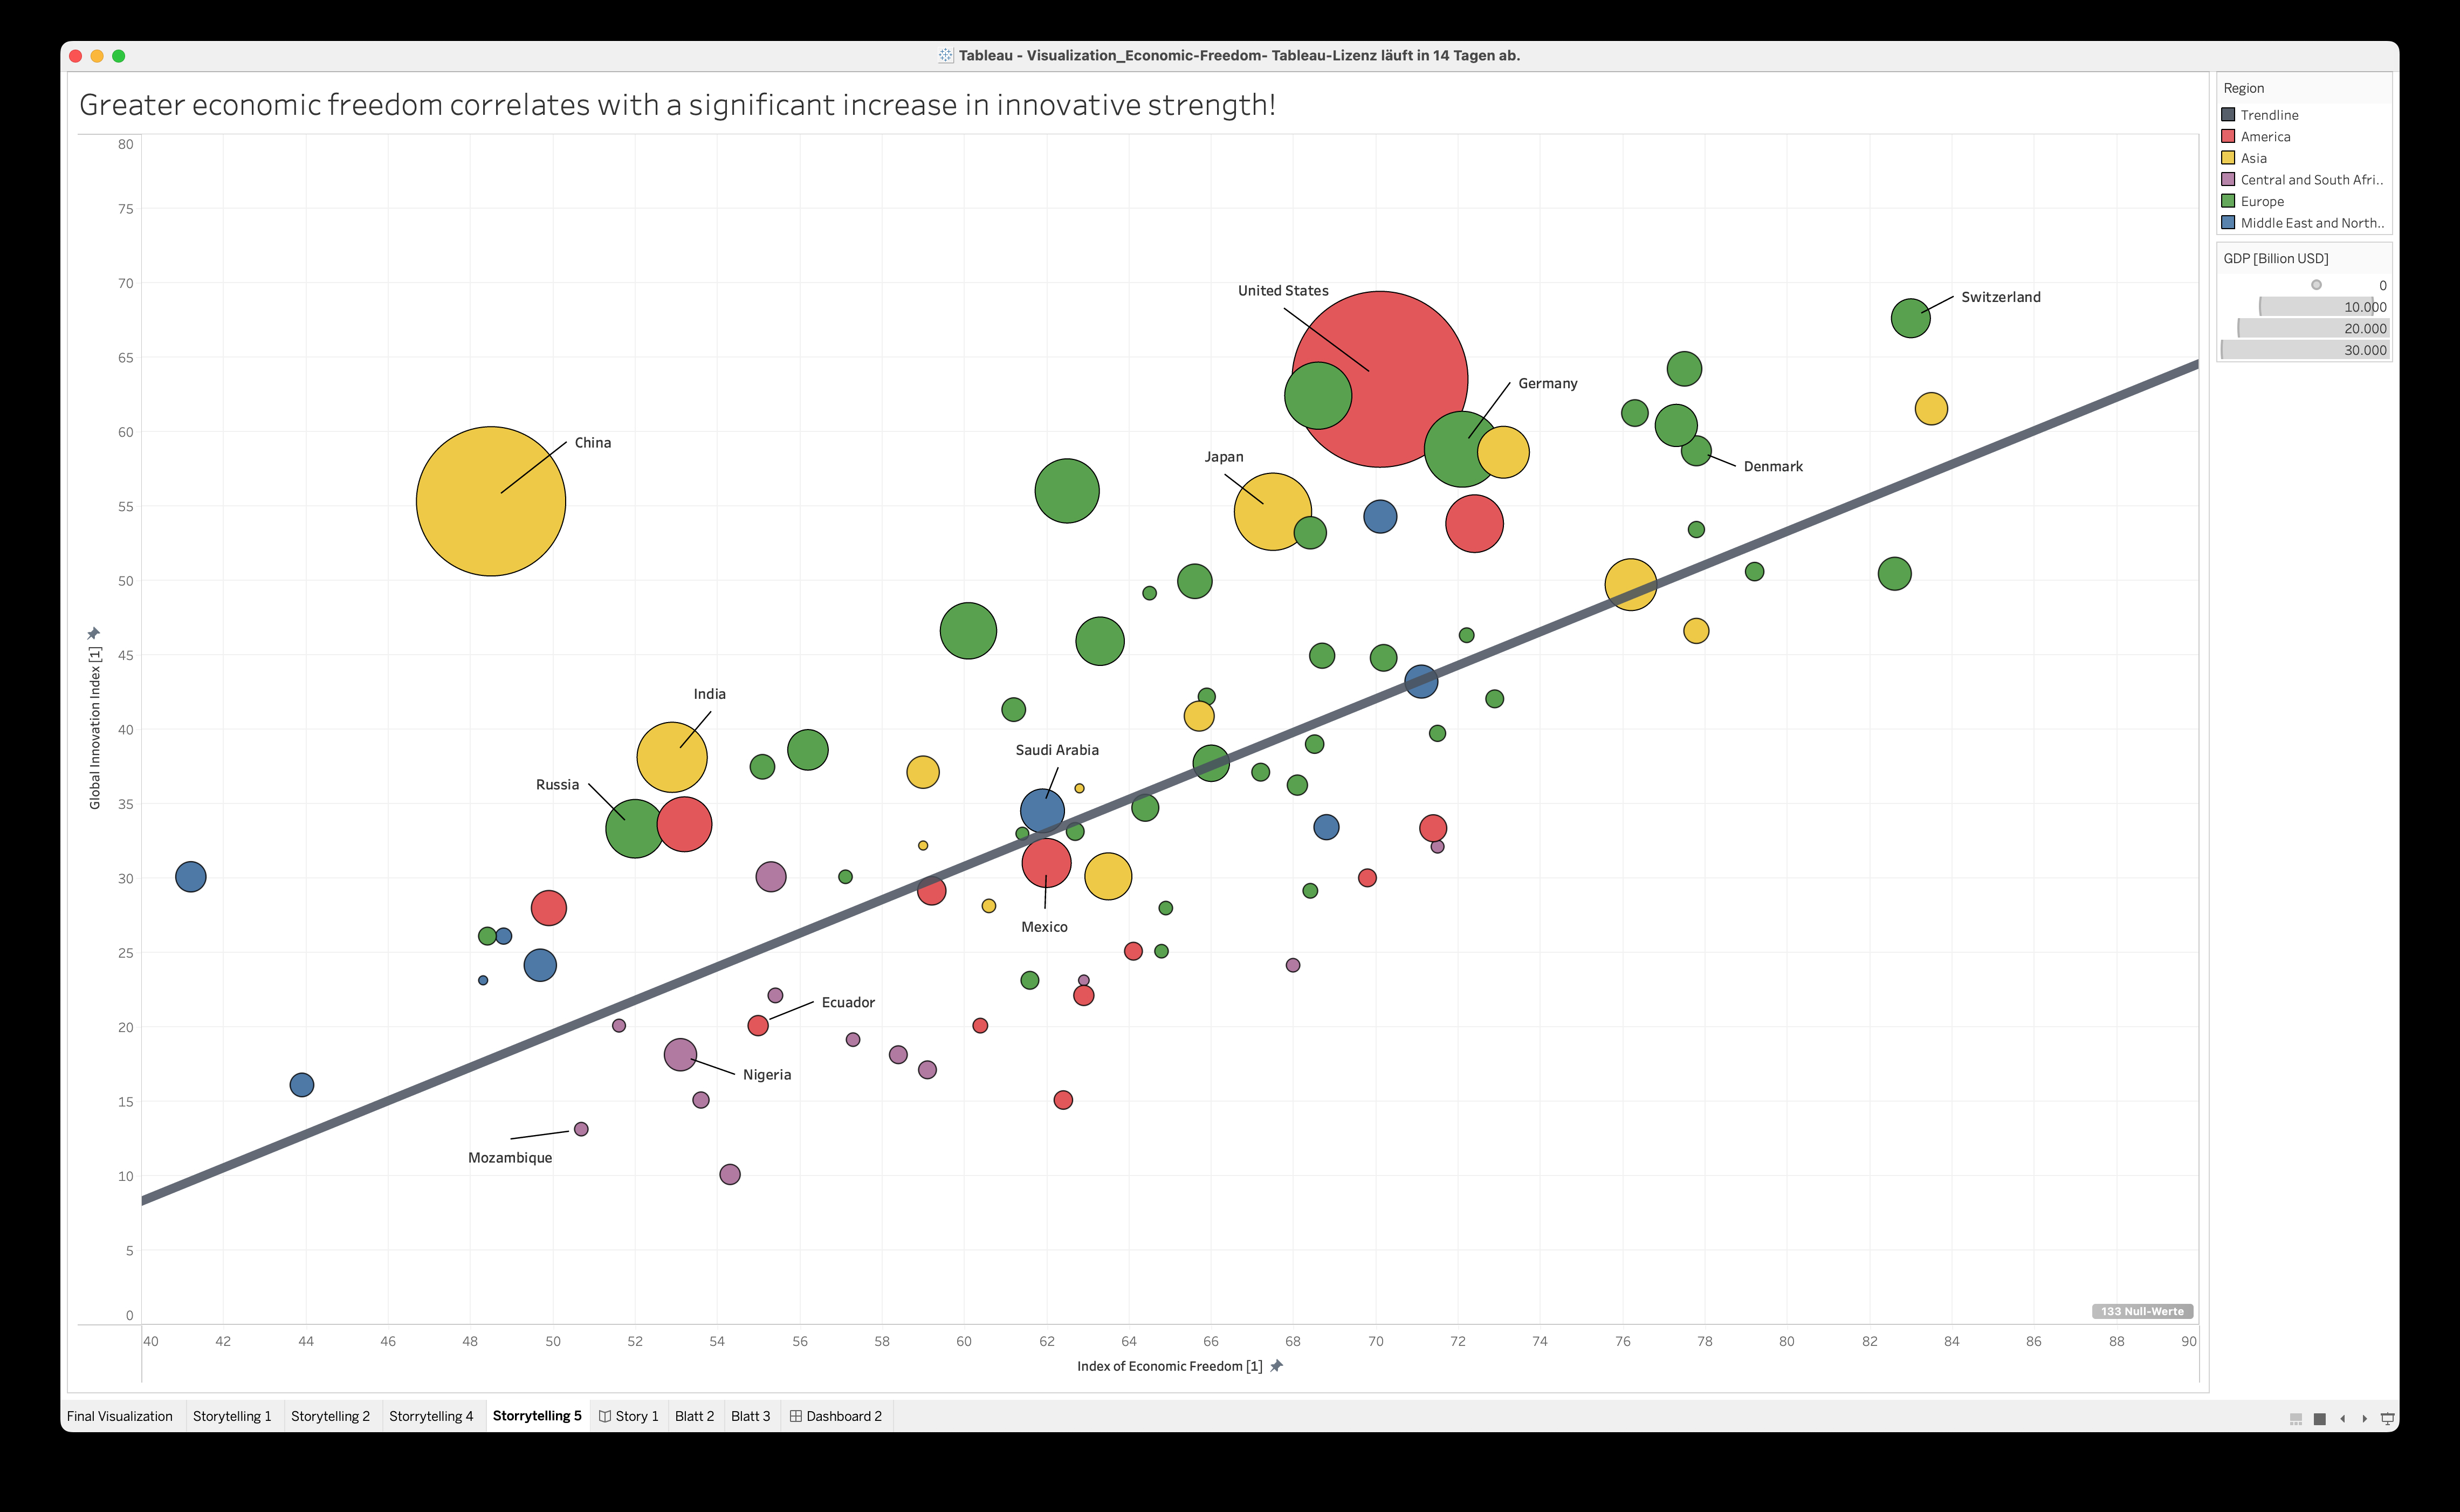 Tableau - Visualization_Economic-Freedom- Tableau-Lizenz läuft in 14 Tagen ab.
Greater economic freedom correlates with a significant increase in innovative strength!
Region
Trendline
America
Asia
Central and South Afri..
Europe
Middle East and North..
GDP [Billion USD]
0
10.000
20.000
30.000
80
75
70
65
60
55
50
45
40
35
30
25
20
15
10
5
0
Global Innovation Index [1]
United States
Switzerland
Germany
China
Japan
Denmark
India
Saudi Arabia
Russia
Mexico
Ecuador
Nigeria
Mozambique
133 Null-Werte
40 42 44 46 48 50 52 54 56 58 60 62 64 66 68 70 72 74 76 78 80 82 84 86 88 90
Index of Economic Freedom [1]
Final Visualization Storytelling 1 Storytelling 2 Storrytelling 4 Storrytelling 5 Story 1 Blatt 2 Blatt 3 Dashboard 2